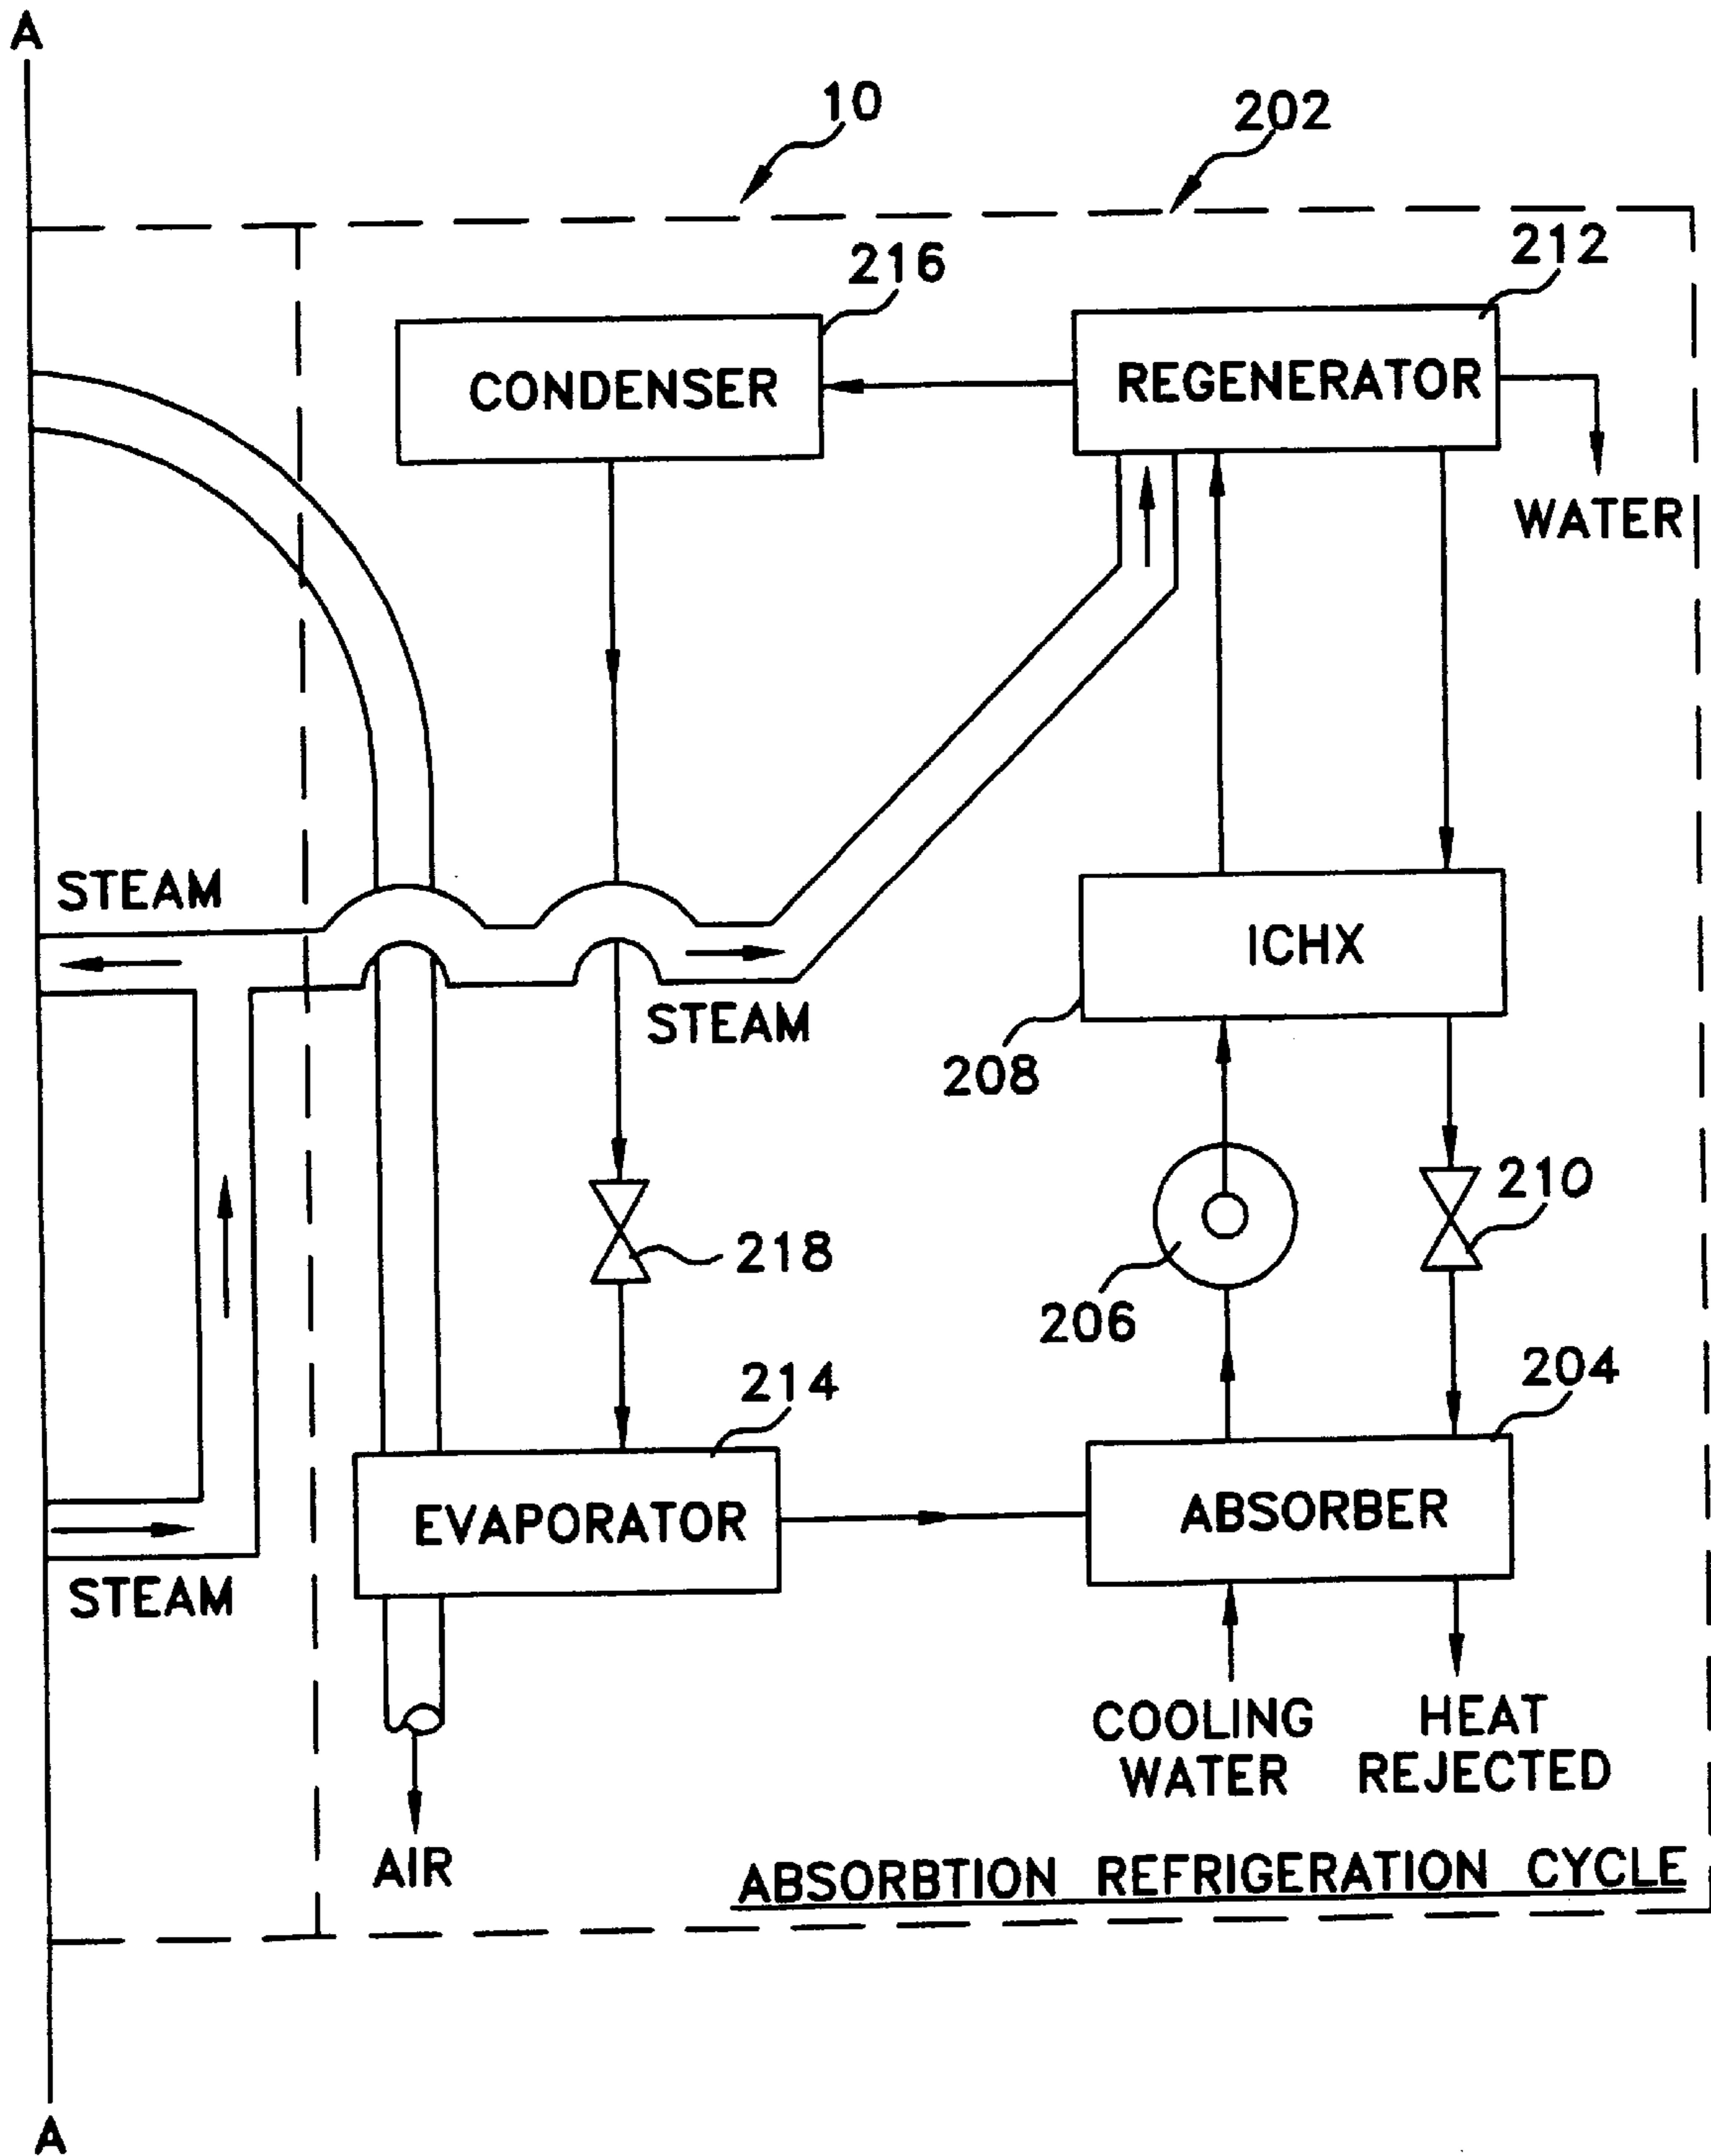 A
10
202
216
212
CONDENSER
REGENERATOR
WATER
STEAM
ICHX
STEAM
208
210
218
206
214
204
EVAPORATOR
ABSORBER
STEAM
COOLING
WATER
HEAT
REJECTED
AIR
ABSORBTION REFRIGERATION CYCLE
A